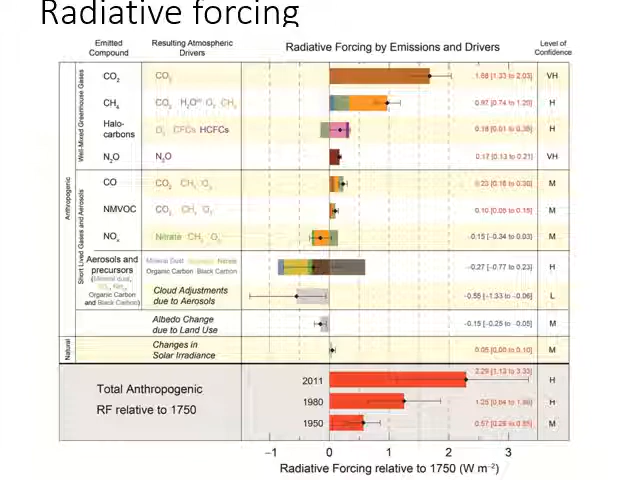 Radiative forcing
Emitted Compound
Resulting Atmospheric Drivers
Radiative Forcing by Emissions and Drivers
Level of Confidence
Anthropogenic
Well-Mixed Greenhouse Gases
CO₂
CO₂
1.68 [1.33 to 2.03]
VH
CH₄
CO₂ H₂Oˢᵗʳ O₃ CH₄
0.97 [0.74 to 1.20]
H
Halo-carbons
O₃ CFCs HCFCs
0.18 [0.01 to 0.35]
H
N₂O
N₂O
0.17 [0.13 to 0.21]
VH
Short Lived Gases and Aerosols
CO
CO₂ CH₄ O₃
0.23 [0.16 to 0.30]
M
NMVOC
CO₂ CH₄ O₃
0.10 [0.05 to 0.15]
M
NOₓ
Nitrate CH₄ O₃
-0.15 [-0.34 to 0.03]
M
Aerosols and precursors
(Mineral dust,
Organic Carbon
and Black Carbon)
Mineral Dust Nitrate
Organic Carbon Black Carbon
-0.27 [-0.77 to 0.23]
H
Cloud Adjustments due to Aerosols
-0.55 [-1.33 to -0.06]
L
Albedo Change due to Land Use
-0.15 [-0.25 to -0.05]
M
Natural
Changes in Solar Irradiance
0.05 [0.00 to 0.10]
M
Total Anthropogenic
RF relative to 1750
2011
2.29 [1.13 to 3.33]
H
1980
1.25 [0.64 to 1.86]
H
1950
0.57 [0.29 to 0.85]
M
−1 0 1 2 3
Radiative Forcing relative to 1750 (W m⁻²)